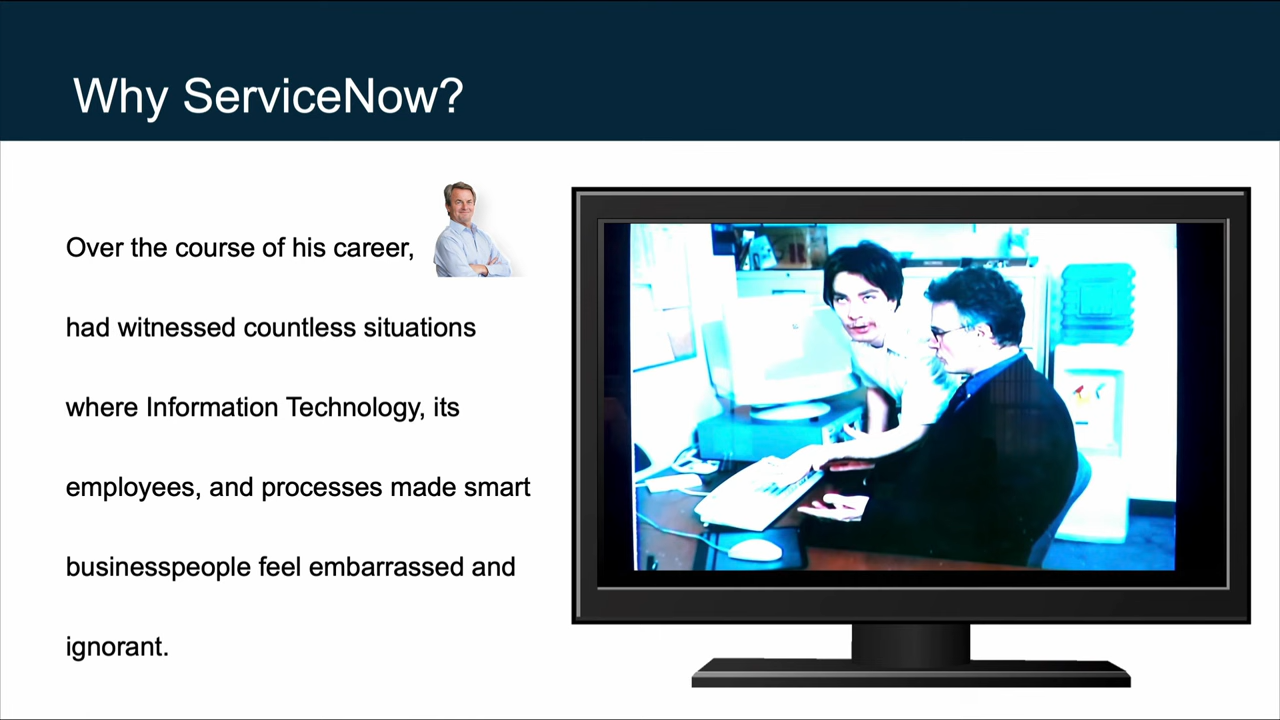 Why ServiceNow?
Over the course of his career,
had witnessed countless situations
where Information Technology, its
employees, and processes made smart
businesspeople feel embarrassed and
ignorant.